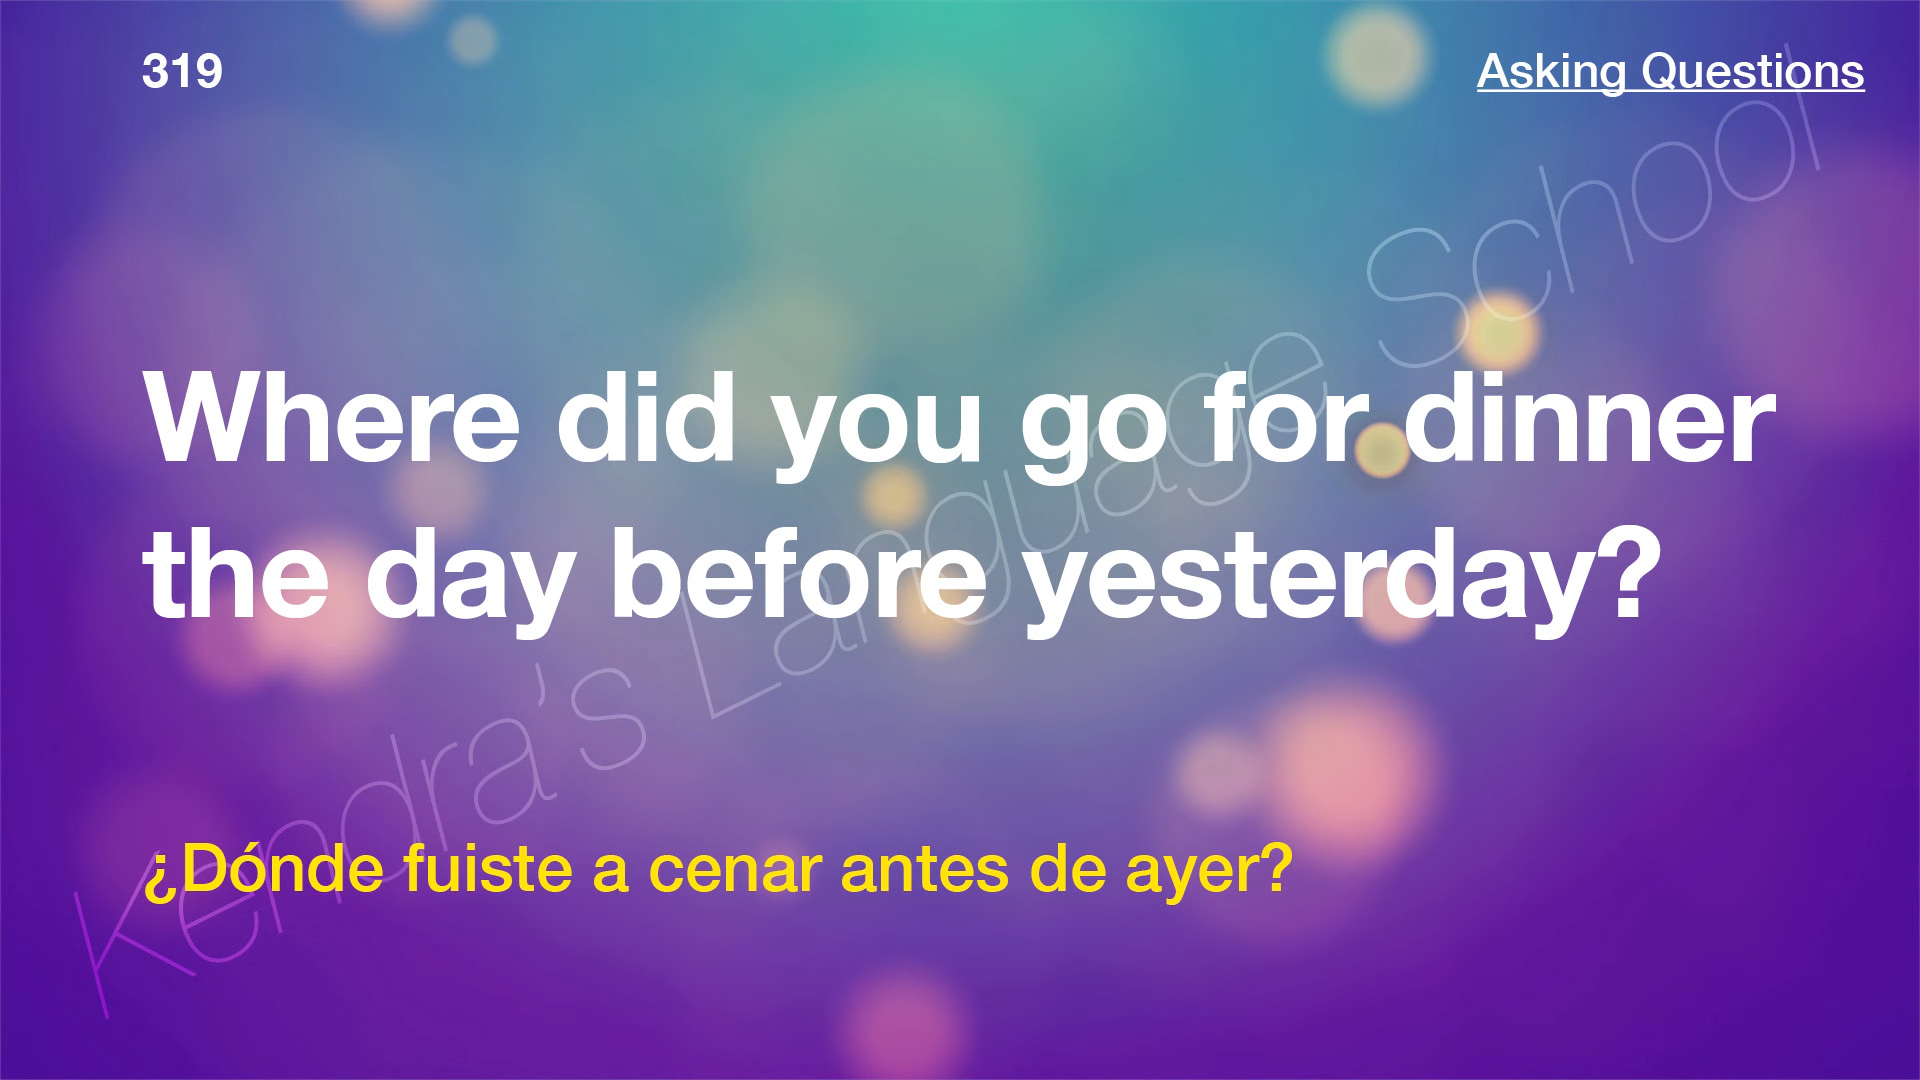 319
Asking Questions
Where did you go for dinner
the day before yesterday?
¿Dónde fuiste a cenar antes de ayer?
Kendra’s Language School